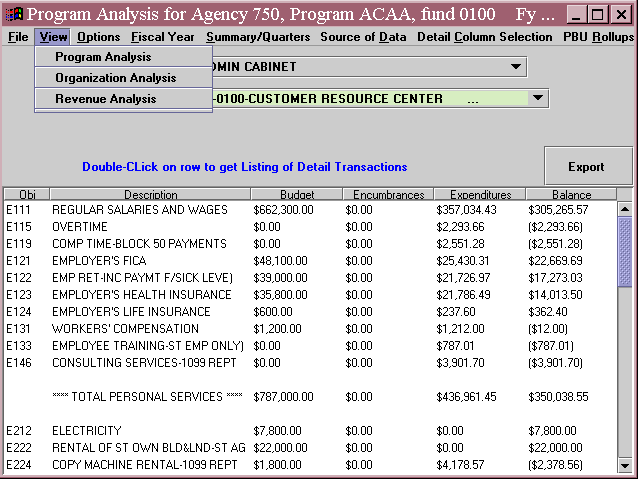 Program Analysis for Agency 750, Program ACAA, fund 0100 Fy ...
File View Options Fiscal Year Summary/Quarters Source of Data Detail Column Selection PBU Rollups
Program Analysis
Organization Analysis
Revenue Analysis
DMIN CABINET
-0100-CUSTOMER RESOURCE CENTER ...
Double-CLick on row to get Listing of Detail Transactions
Export
Obj Description Budget Encumbrances Expenditures Balance
E111 REGULAR SALARIES AND WAGES $662,300.00 $0.00 $357,034.43 $305,265.57
E115 OVERTIME $0.00 $0.00 $2,293.66 ($2,293.66)
E119 COMP TIME-BLOCK 50 PAYMENTS $0.00 $0.00 $2,551.28 ($2,551.28)
E121 EMPLOYER'S FICA $48,100.00 $0.00 $25,430.31 $22,669.69
E122 EMP RET-INC PAYMT F/SICK LEVE) $39,000.00 $0.00 $21,726.97 $17,273.03
E123 EMPLOYER'S HEALTH INSURANCE $35,800.00 $0.00 $21,786.49 $14,013.50
E124 EMPLOYER'S LIFE INSURANCE $600.00 $0.00 $237.60 $362.40
E131 WORKERS' COMPENSATION $1,200.00 $0.00 $1,212.00 ($12.00)
E133 EMPLOYEE TRAINING-ST EMP ONLY) $0.00 $0.00 $787.01 ($787.01)
E146 CONSULTING SERVICES-1099 REPT $0.00 $0.00 $3,901.70 ($3,901.70)
**** TOTAL PERSONAL SERVICES **** $787,000.00 $0.00 $436,961.45 $350,038.55
E212 ELECTRICITY $7,800.00 $0.00 $0.00 $7,800.00
E222 RENTAL OF ST OWN BLD&LND-ST AG $22,000.00 $0.00 $0.00 $22,000.00
E224 COPY MACHINE RENTAL-1099 REPT $1,800.00 $0.00 $4,178.57 ($2,378.56)